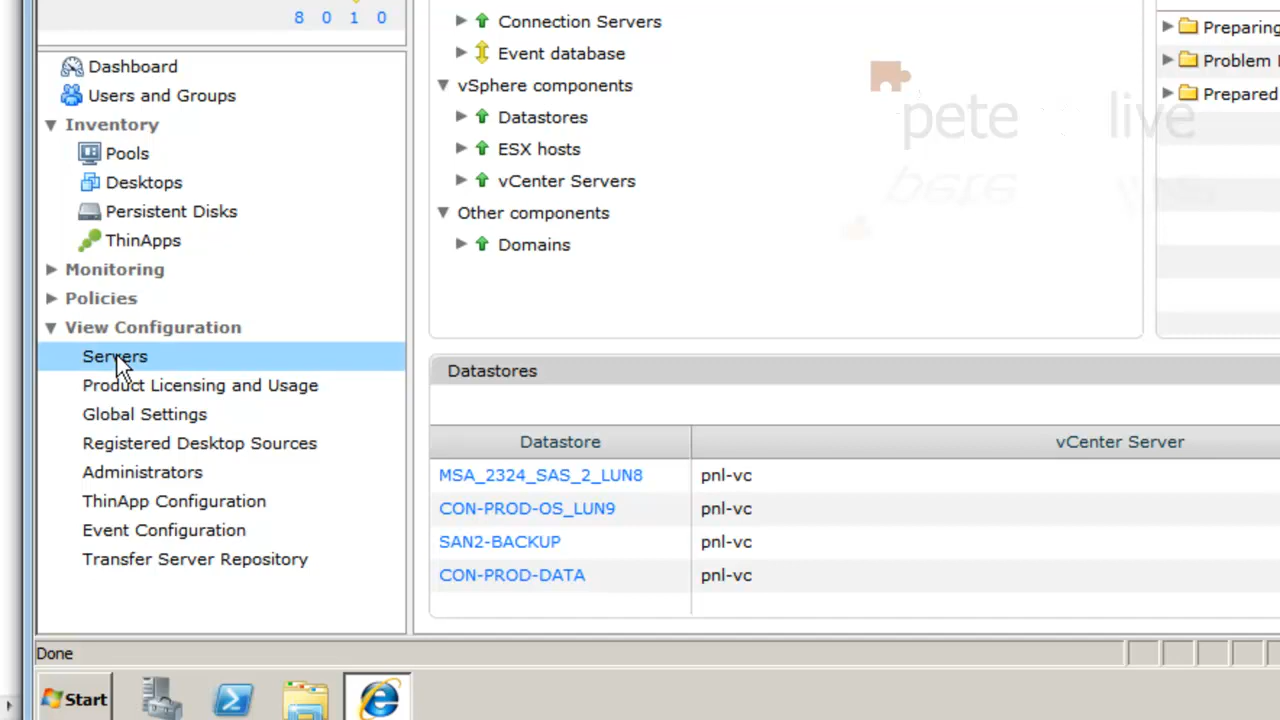 8 0 1 0
Dashboard
Users and Groups
Inventory
Pools
Desktops
Persistent Disks
ThinApps
Monitoring
Policies
View Configuration
Servers
Product Licensing and Usage
Global Settings
Registered Desktop Sources
Administrators
ThinApp Configuration
Event Configuration
Transfer Server Repository
Connection Servers
Event database
vSphere components
Datastores
ESX hosts
vCenter Servers
Other components
Domains
Preparing
Problem
Prepared
pete live
Datastores
Datastore vCenter Server
MSA_2324_SAS_2_LUN8 pnl-vc
CON-PROD-OS_LUN9 pnl-vc
SAN2-BACKUP pnl-vc
CON-PROD-DATA pnl-vc
Done
Start